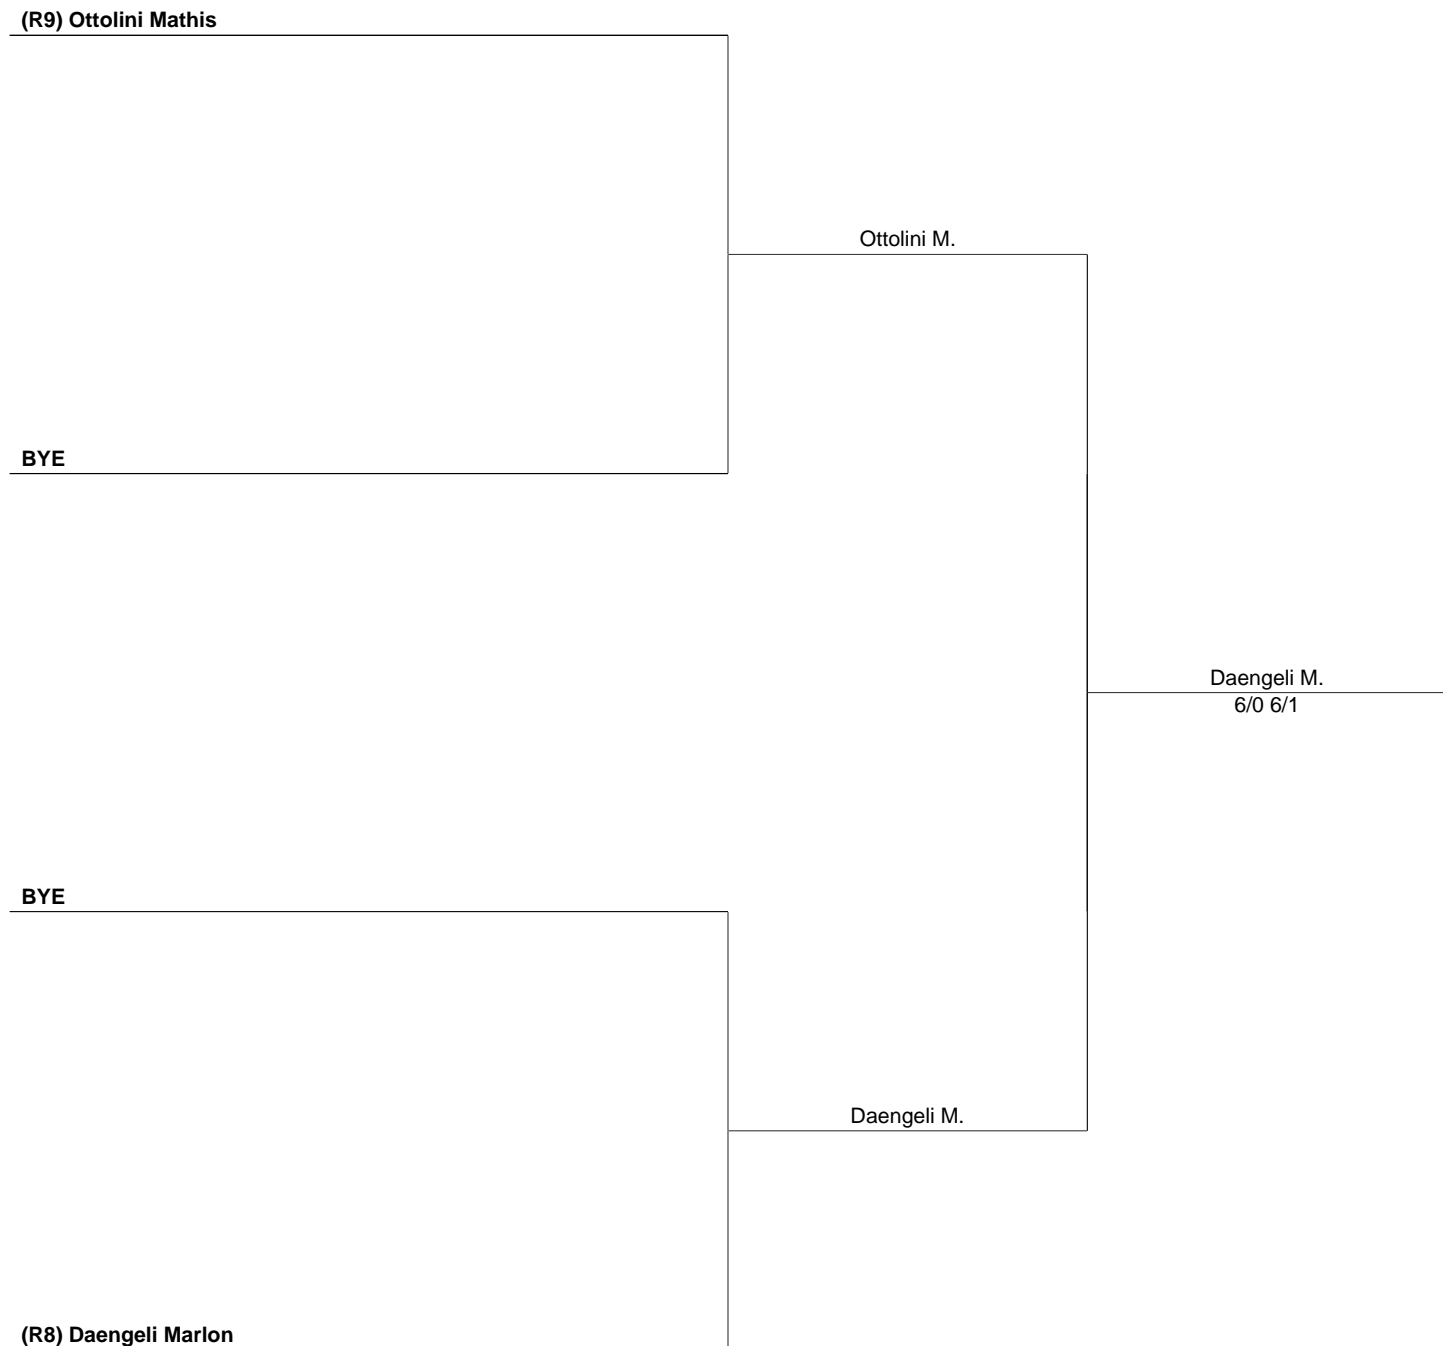 (R9) Ottolini Mathis
Ottolini M.
BYE
Daengeli M.
6/0 6/1
BYE
Daengeli M.
(R8) Daengeli Marlon